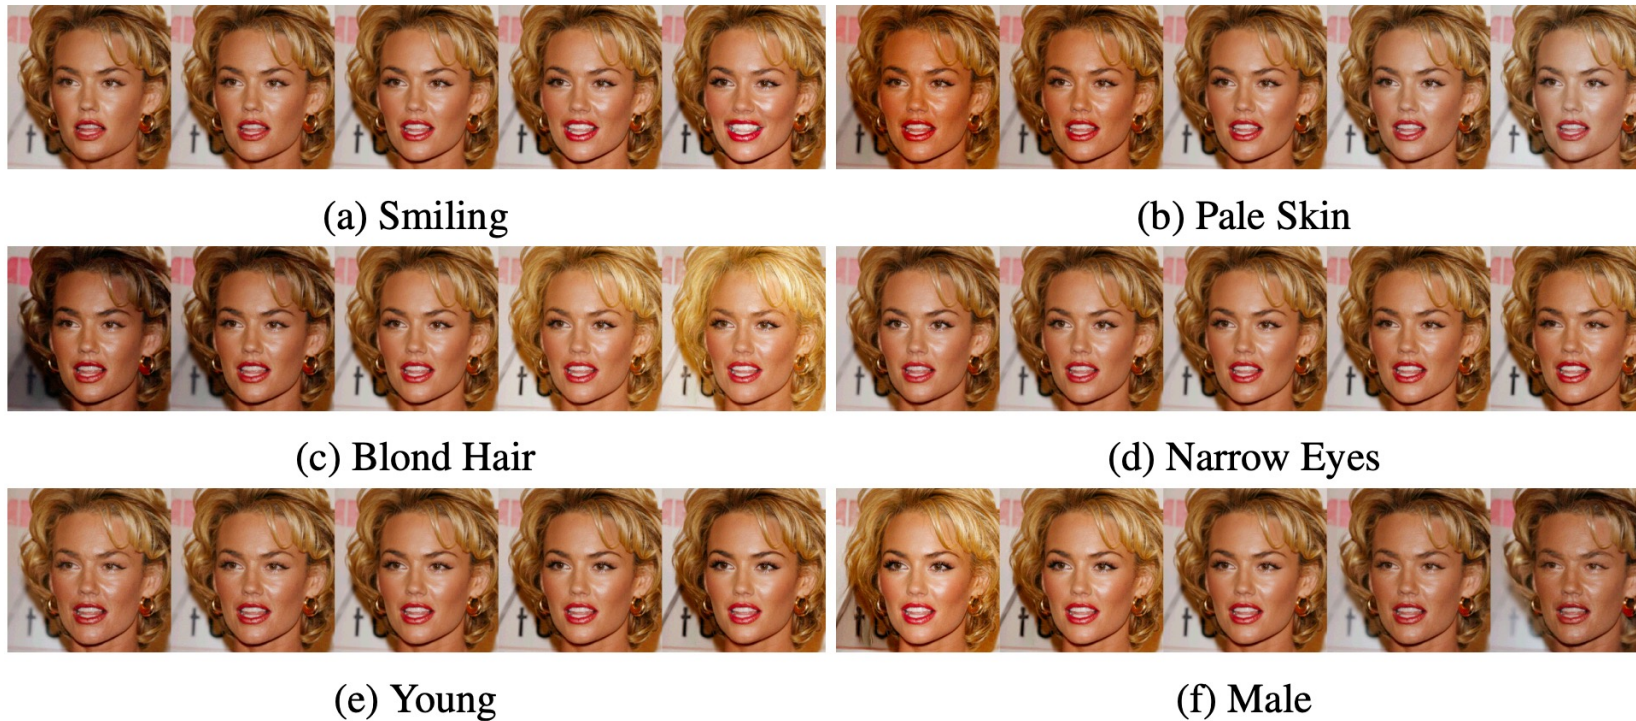 (a) Smiling
(b) Pale Skin
(c) Blond Hair
(d) Narrow Eyes
(e) Young
(f) Male